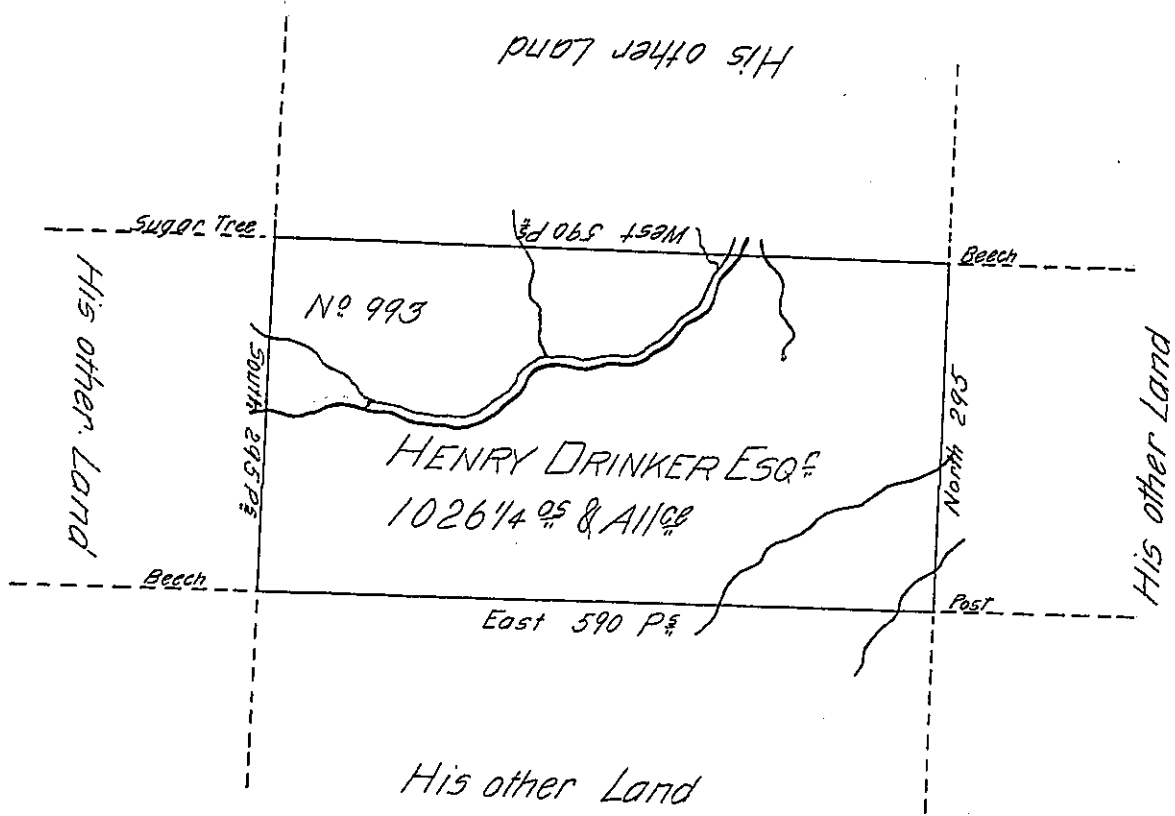 His other Land
Sugar Tree
West 590 Ps
Beech
His other Land
No 993
South 295 Ps
North 295
His other Land
HENRY DRINKER ESQr
1026 1/4 as & Allce
Beech
East 590 Ps
Post
His other Land